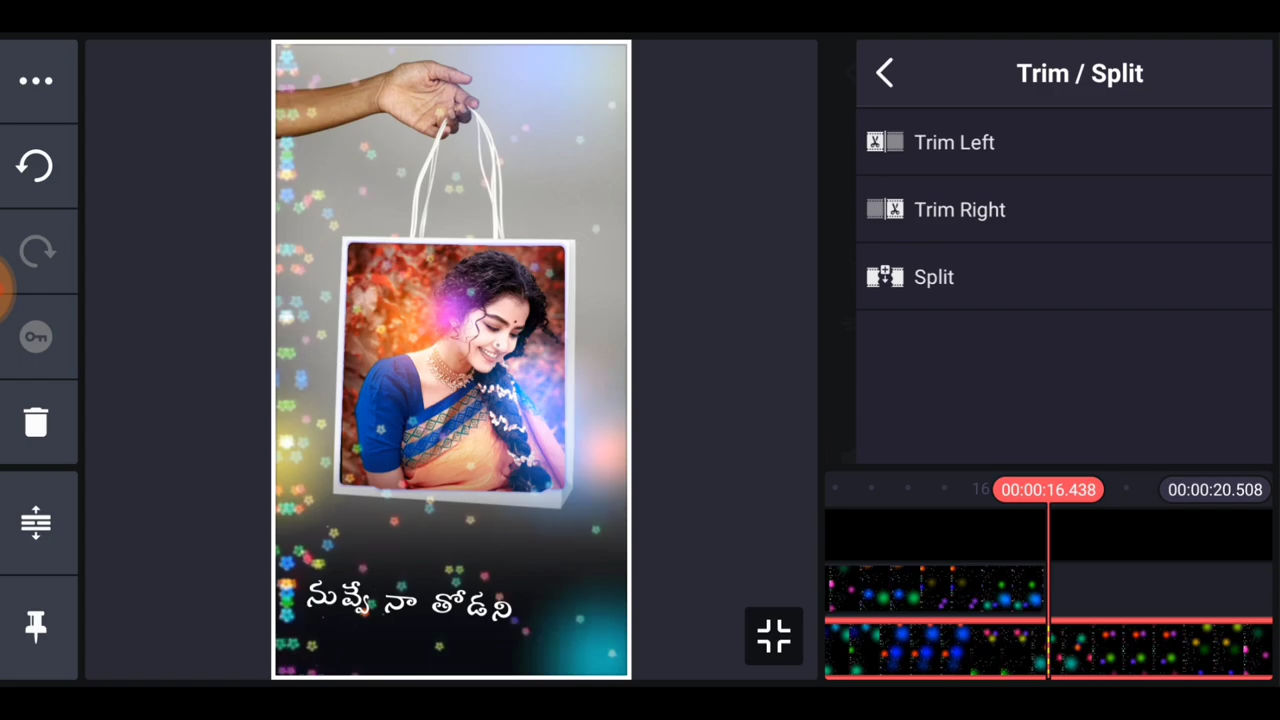 Trim / Split
Trim Left
Trim Right
Split
16
00:00:16.438
00:00:20.508
నువ్వే నా తోడని